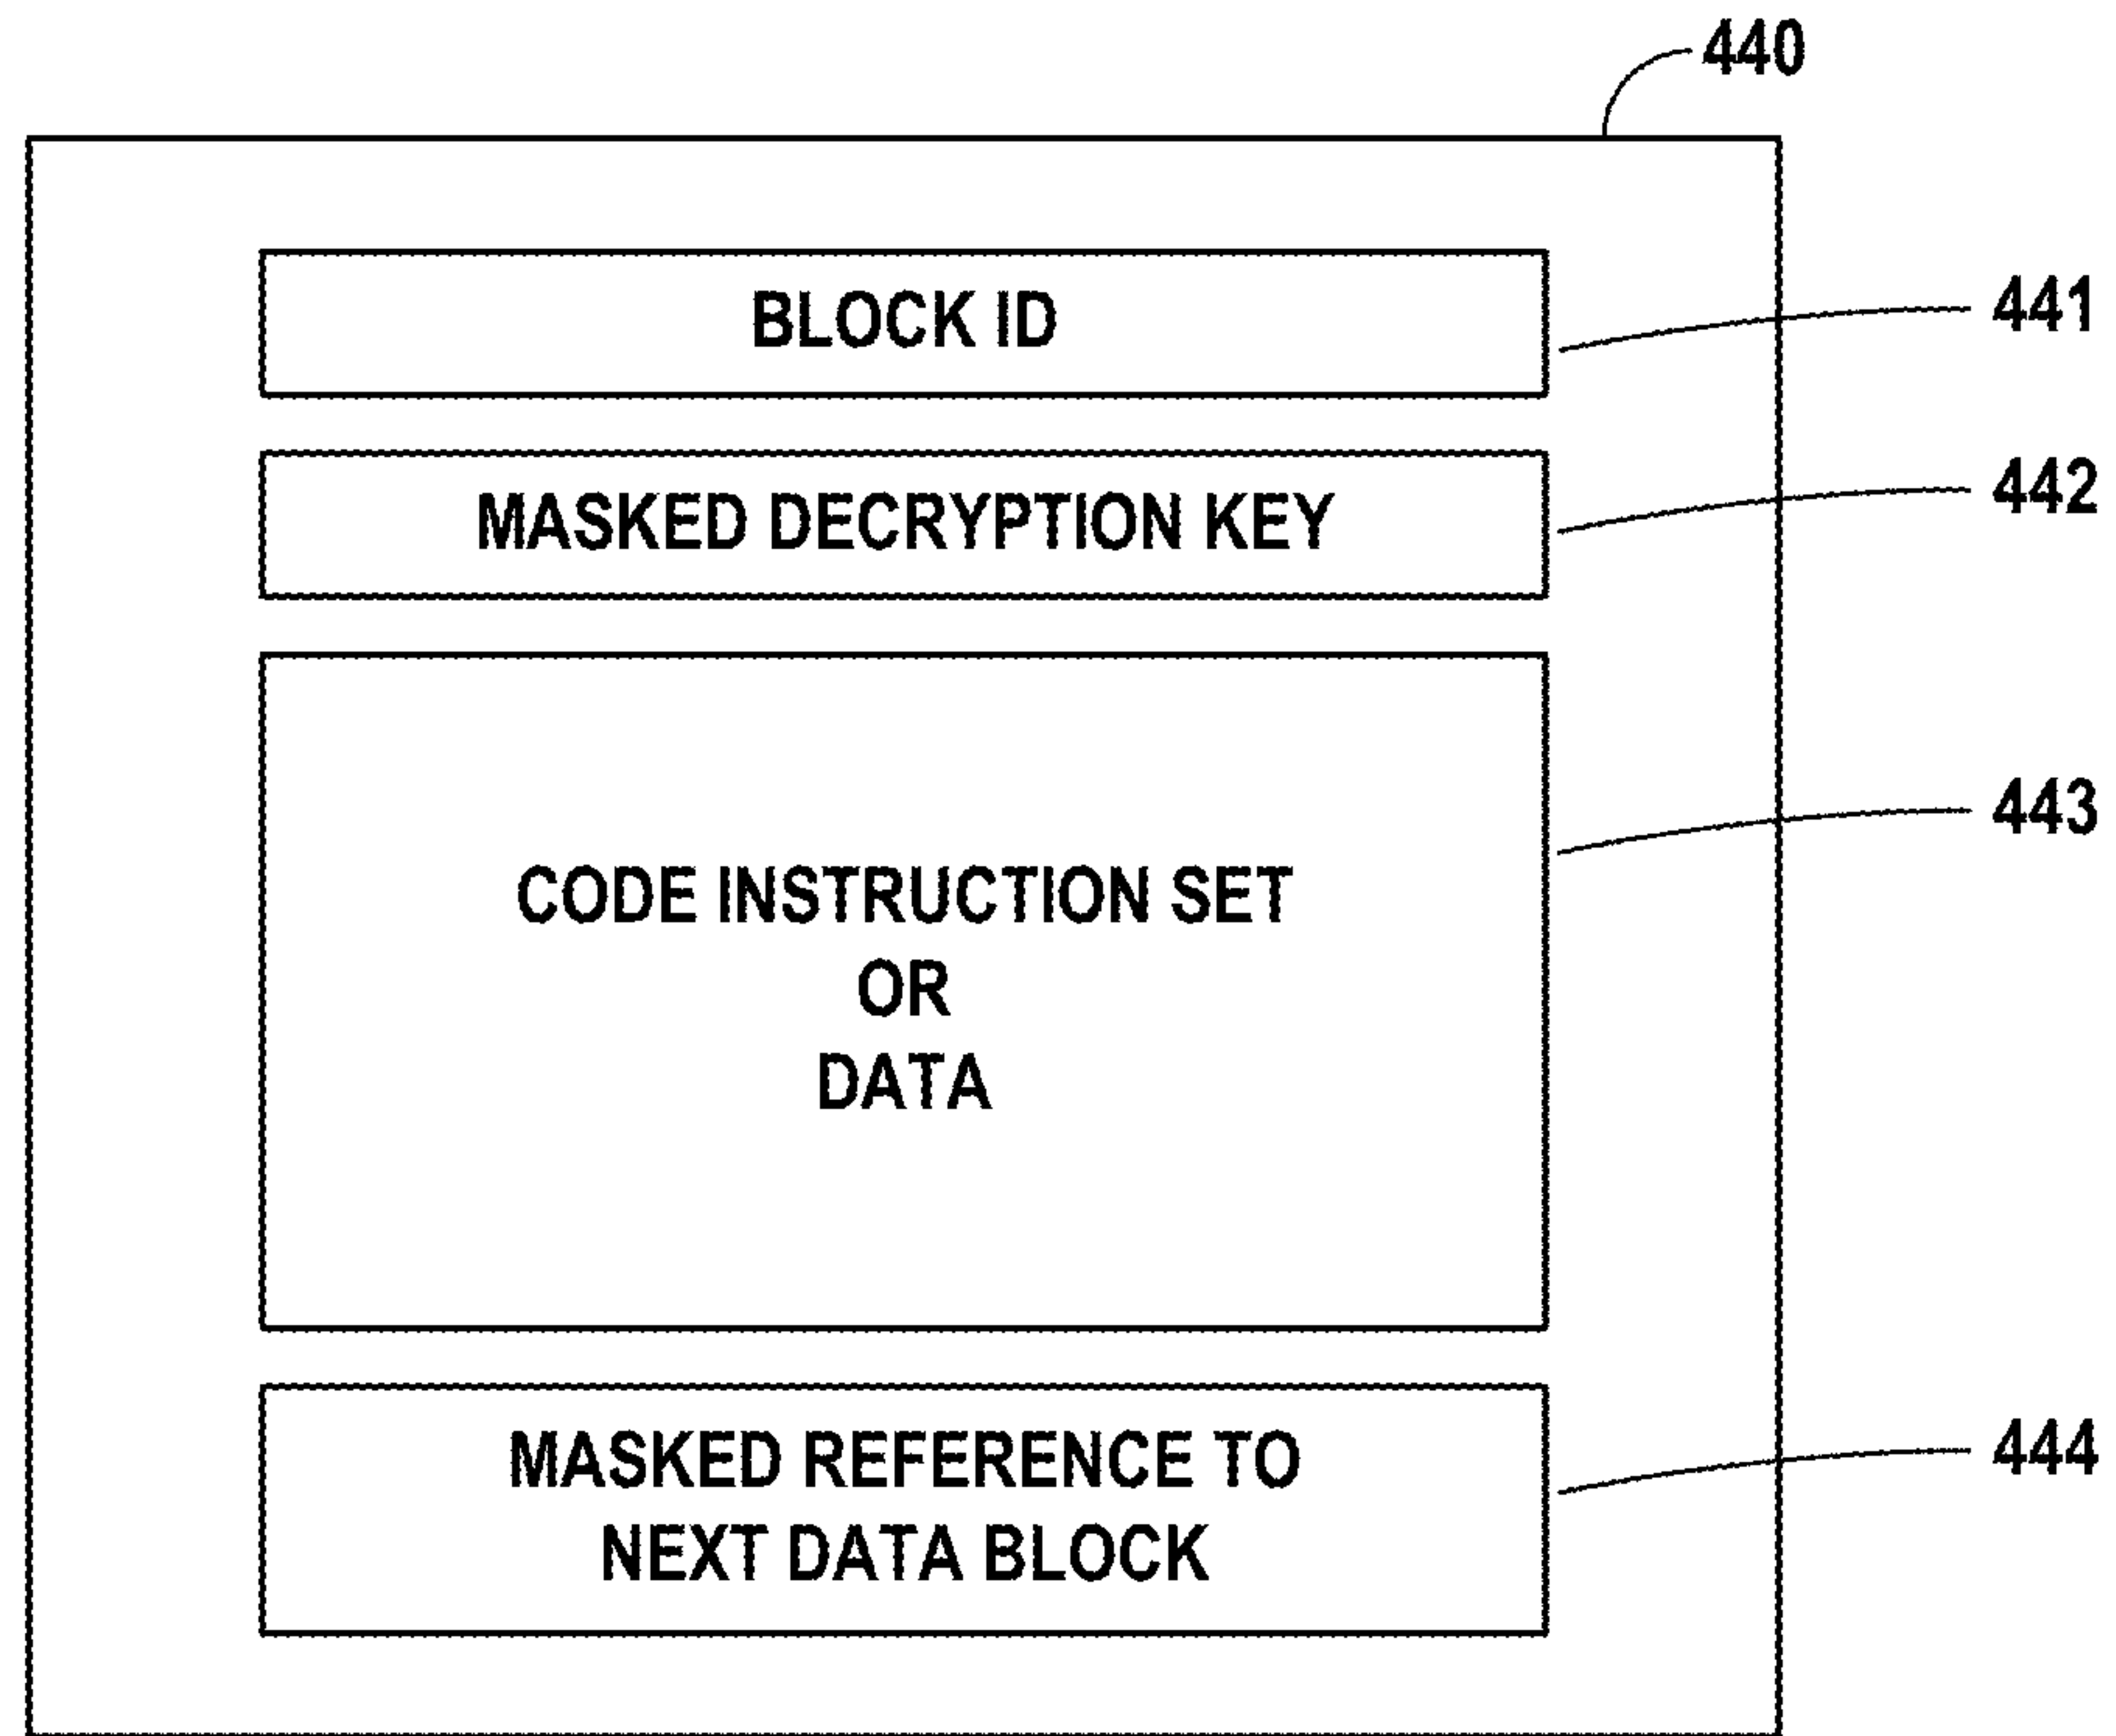 440
BLOCK ID
441
MASKED DECRYPTION KEY
442
443
CODE INSTRUCTION SET
OR
DATA
MASKED REFERENCE TO
444
NEXT DATA BLOCK